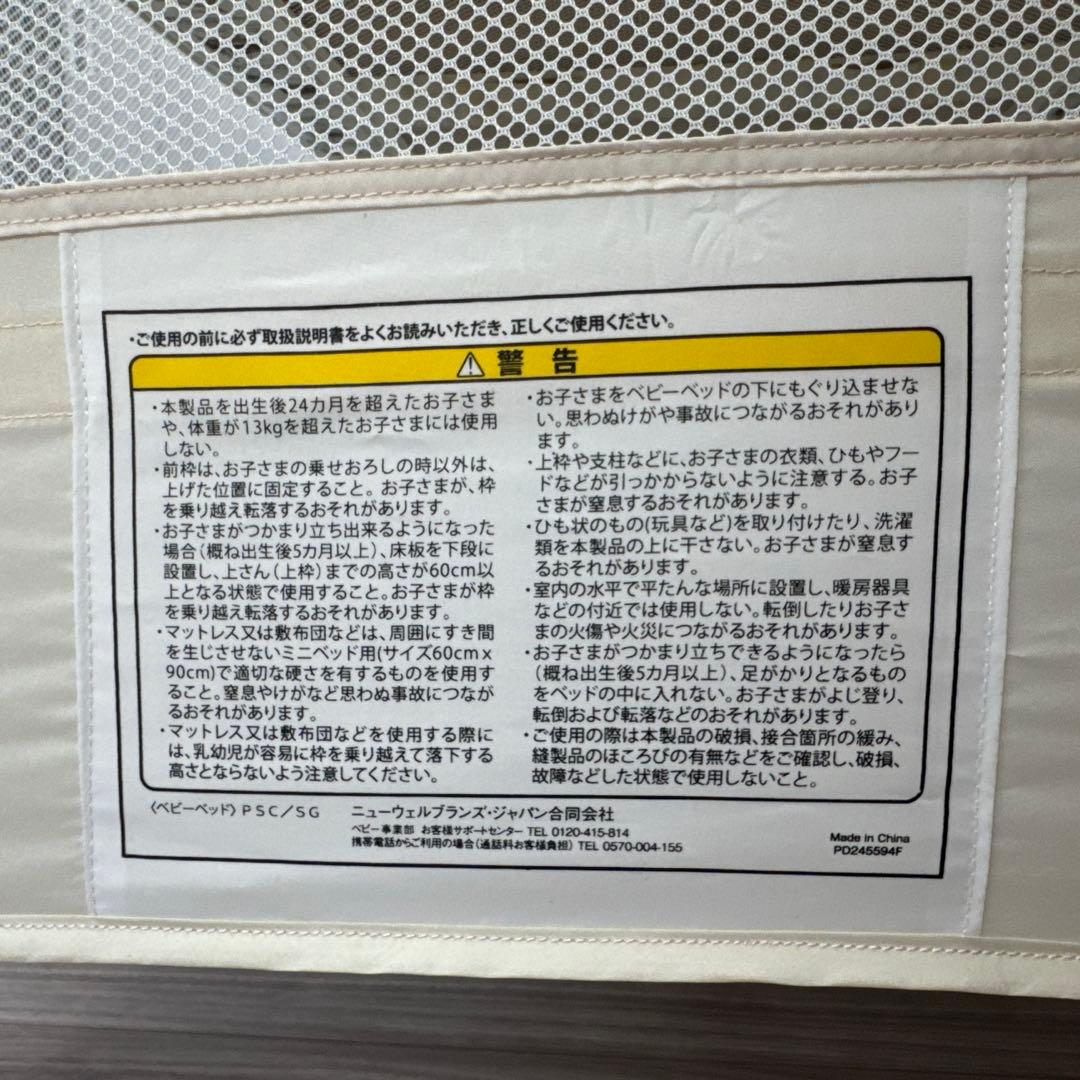 ・ご使用の前に必ず取扱説明書をよくお読みいただき、正しくご使用ください。
警 告
・本製品を出生後24カ月を超えたお子さま
や、体重が13kgを超えたお子さまには使用
しない。
・前枠は、お子さまの乗せおろしの時以外は、
上げた位置に固定すること。お子さまが、枠
を乗り越え転落するおそれがあります。
・お子さまがつかまり立ち出来るようになった
場合(概ね出生後5カ月以上)、床板を下段に
設置し、上さん(上枠)までの高さが60cm以
上となる状態で使用すること。お子さまが枠
を乗り越え転落するおそれがあります。
・マットレス又は敷布団などは、周囲にすき間
を生じさせないミニベッド用(サイズ60cm x
90cm)で適切な硬さを有するものを使用す
ること。窒息やけがなど思わぬ事故につなが
るおそれがあります。
・マットレス又は敷布団などを使用する際に
は、乳幼児が容易に枠を乗り越えて落下する
高さとならないよう注意してください。
・お子さまをベビーベッドの下にもぐり込ませな
い。思わぬけがや事故につながるおそれがあり
ます。
・上枠や支柱などに、お子さまの衣類、ひもやフー
ドなどが引っかからないように注意する。お子
さまが窒息するおそれがあります。
・ひも状のもの(玩具など)を取り付けたり、洗濯
類を本製品の上に干さない。お子さまが窒息す
るおそれがあります。
・室内の水平で平たんな場所に設置し、暖房器具
などの付近では使用しない。転倒したりお子さ
まの火傷や火災につながるおそれがあります。
・お子さまがつかまり立ちできるようになったら
(概ね出生後5カ月以上)、足がかりとなるもの
をベッドの中に入れない。お子さまがよじ登り、
転倒および転落などのおそれがあります。
・ご使用の際は本製品の破損、接合箇所の緩み、
縫製品のほころびの有無などをご確認し、破損、
故障などした状態で使用しないこと。
〈ベビーベッド〉PSC/SG
ニューウェルブランズ・ジャパン合同会社
ベビー事業部 お客様サポートセンター TEL 0120-415-814
携帯電話からご利用の場合(通話料お客様負担) TEL 0570-004-155
Made in China
PD245594F